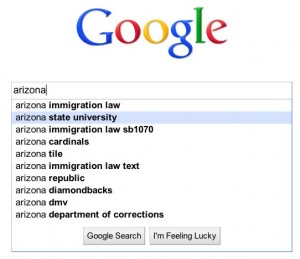 Google
arizona
arizona immigration law
arizona state university
arizona immigration law sb1070
arizona cardinals
arizona tile
arizona immigration law text
arizona republic
arizona diamondbacks
arizona dmv
arizona department of corrections
Google Search I'm Feeling Lucky